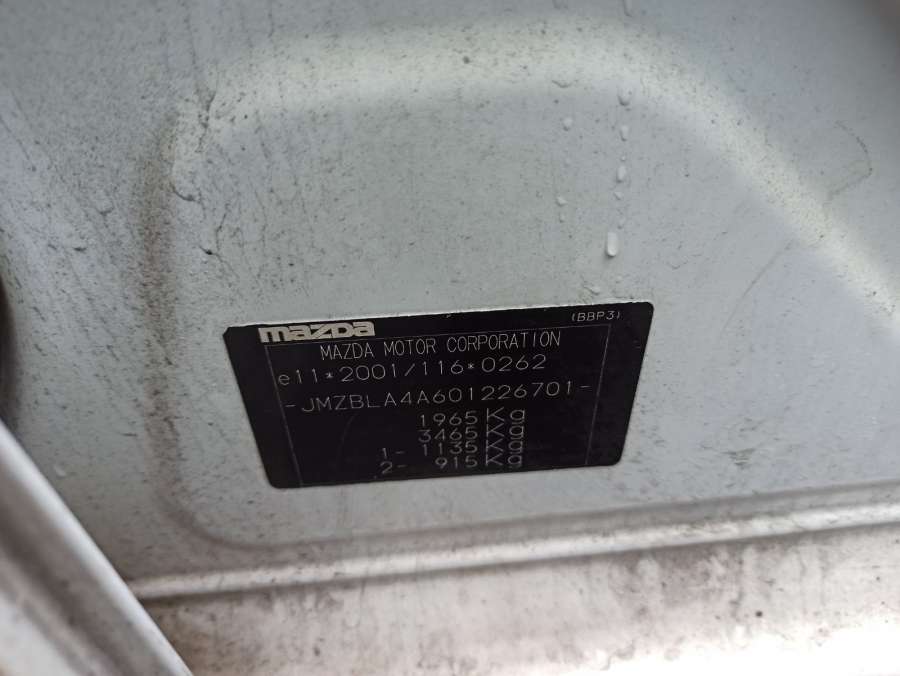 mazda
(BBP3)
MAZDA MOTOR CORPORATION
e11*2001/116*0262
-JMZBLA4A601226701-
1965 Kg
3465 Kg
1- 1135 Kg
2- 915 Kg